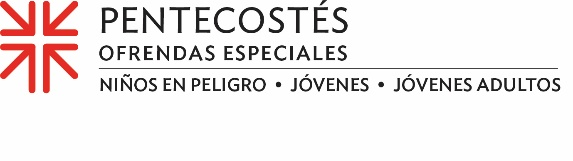 PENTECOSTÉS
OFRENDAS ESPECIALES
NIÑOS EN PELIGRO • JÓVENES • JÓVENES ADULTOS